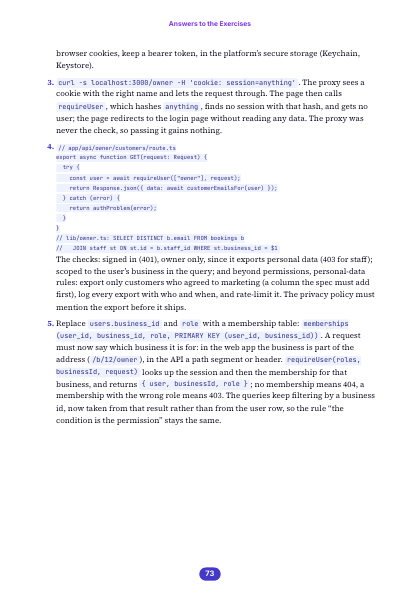 Answers to the Exercises
browser cookies, keep a bearer token, in the platform's secure storage (Keychain,
Keystore).
3. curl -s localhost:3000/owner -H 'cookie: session=anything' . The proxy sees a
cookie with the right name and lets the request through. The page then calls
requireUser , which hashes anything , finds no session with that hash, and gets no
user; the page redirects to the login page without reading any data. The proxy was
never the check, so passing it gains nothing.
4. // app/api/owner/customers/route.ts
export async function GET(request: Request) {
try {
const user = await requireUser(["owner"], request);
return Response.json({ data: await customerEmailsFor(user) });
} catch (error) {
return authProblem(error);
}
}
// lib/owner.ts: SELECT DISTINCT b.email FROM bookings b
// JOIN staff st ON st.id = b.staff_id WHERE st.business_id = $1
The checks: signed in (401), owner only, since it exports personal data (403 for staff);
scoped to the user's business in the query; and beyond permissions, personal-data
rules: export only customers who agreed to marketing (a column the spec must add
first), log every export with who and when, and rate-limit it. The privacy policy must
mention the export before it ships.
5. Replace users.business_id and role with a membership table: memberships
(user_id, business_id, role, PRIMARY KEY (user_id, business_id)) . A request
must now say which business it is for: in the web app the business is part of the
address ( /b/12/owner ), in the API a path segment or header. requireUser(roles,
businessId, request) looks up the session and then the membership for that
business, and returns { user, businessId, role } ; no membership means 404, a
membership with the wrong role means 403. The queries keep filtering by a business
id, now taken from that result rather than from the user row, so the rule “the
condition is the permission” stays the same.
73